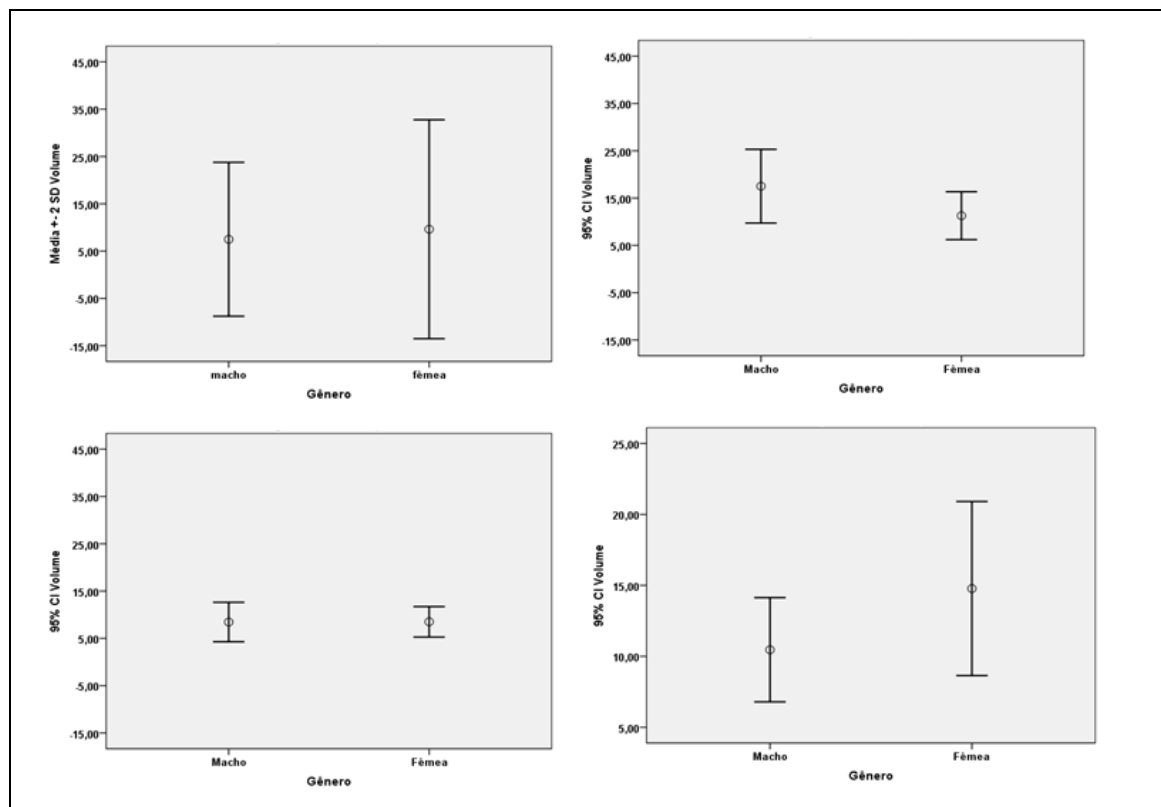 45,00
35,00
25,00
15,00
5,00
-5,00
-15,00
Média +- 2 SD Volume
macho
fêmea
Gênero
45,00
35,00
25,00
15,00
5,00
-5,00
-15,00
95% CI Volume
Macho
Fêmea
Gênero
45,00
35,00
25,00
15,00
5,00
-5,00
-15,00
95% CI Volume
Macho
Fêmea
Gênero
25,00
20,00
15,00
10,00
5,00
95% CI Volume
Macho
Fêmea
Gênero